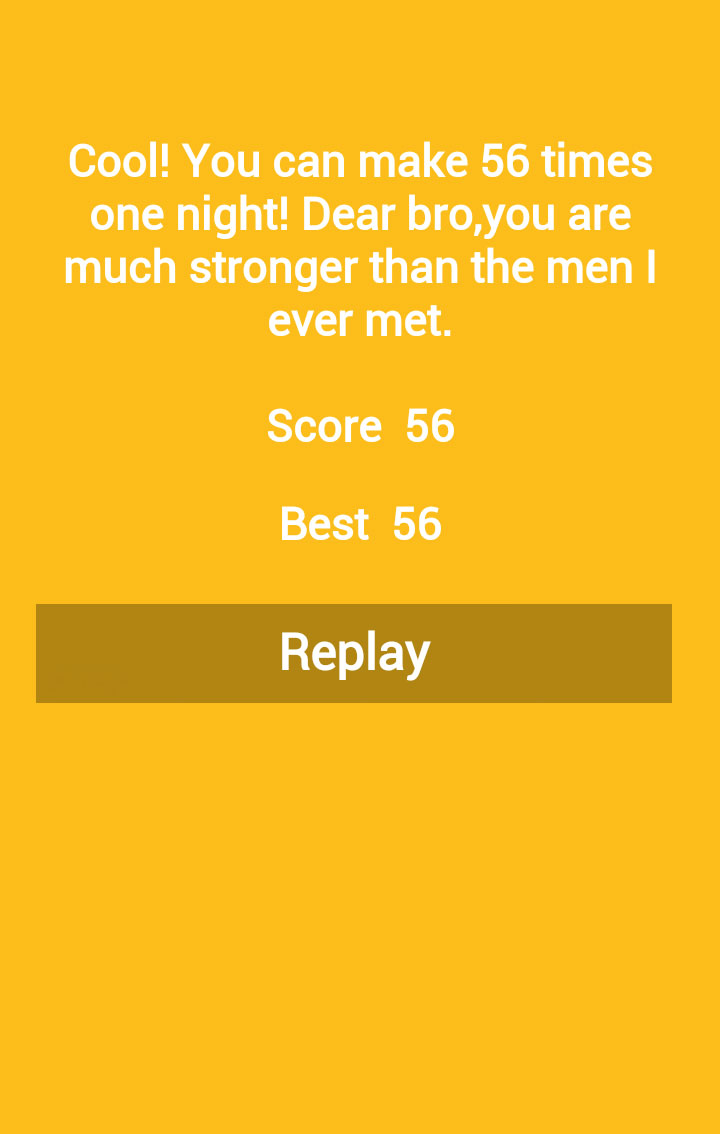 Cool! You can make 56 times
one night! Dear bro,you are
much stronger than the men I
ever met.
Score 56
Best 56
Replay